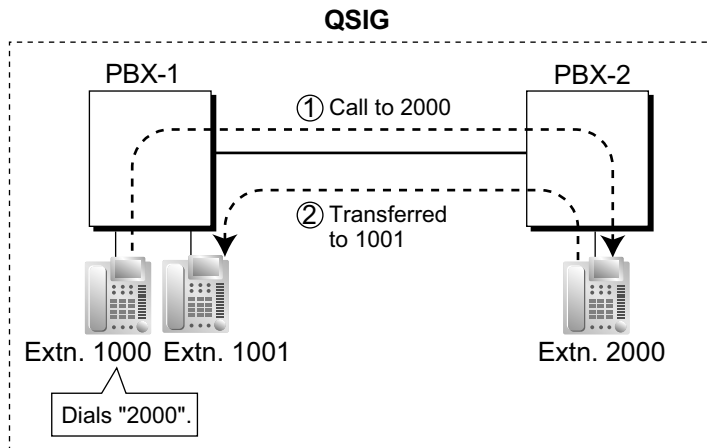 QSIG
PBX-1
PBX-2
① Call to 2000
② Transferred
to 1001
Extn. 1000
Extn. 1001
Extn. 2000
Dials "2000".